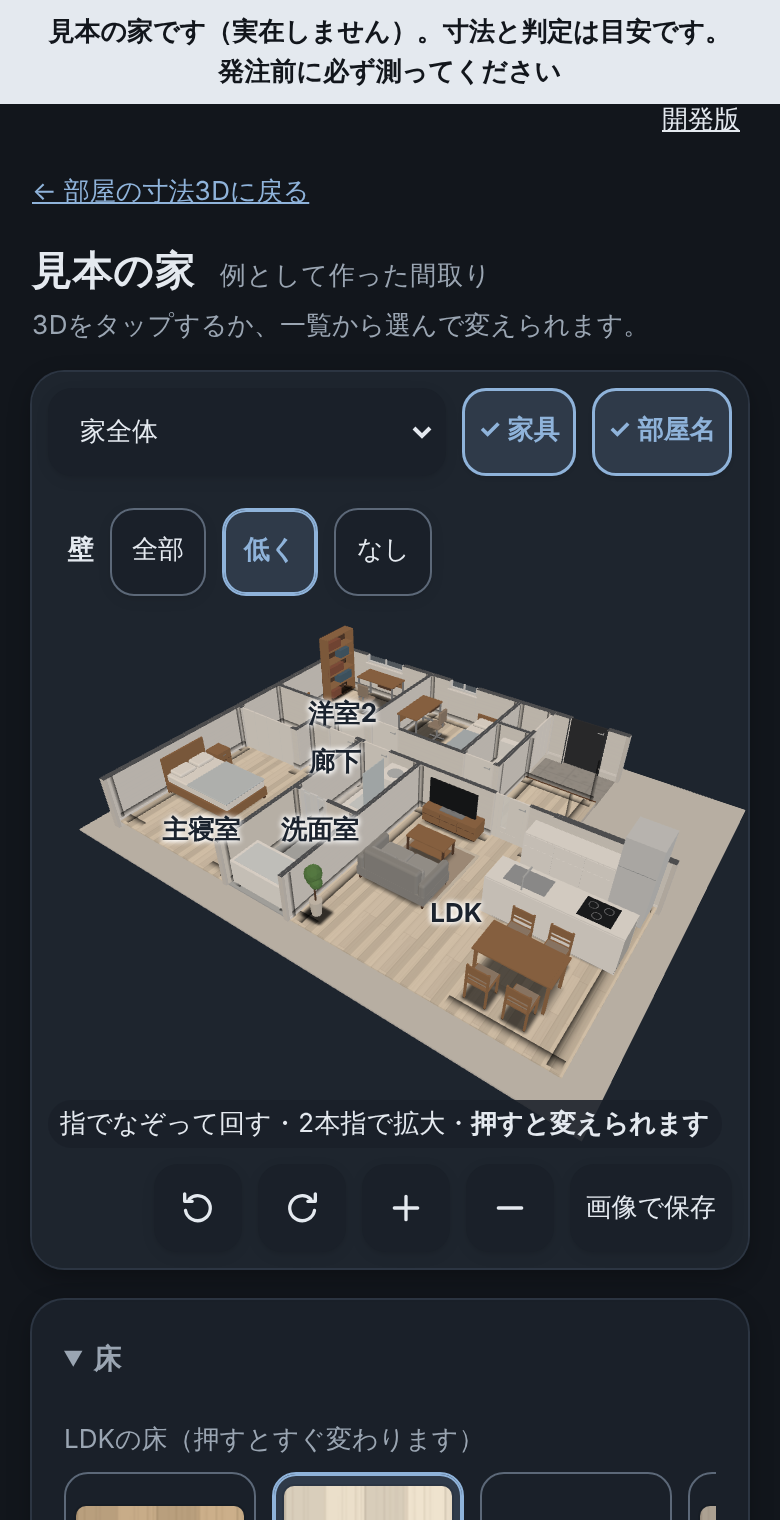 見本の家です（実在しません）。寸法と判定は目安です。
発注前に必ず測ってください
開発版
← 部屋の寸法3Dに戻る
見本の家 例として作った間取り
3Dをタップするか、一覧から選んで変えられます。
家全体 ✓ 家具 ✓ 部屋名
壁 全部 低く なし
洋室2
廊下
主寝室 洗面室
LDK
指でなぞって回す・2本指で拡大・押すと変えられます
画像で保存
▼ 床
LDKの床（押すとすぐ変わります）